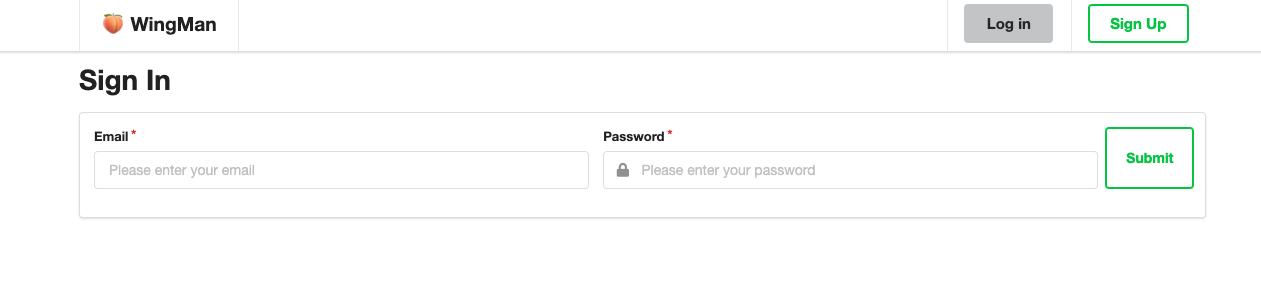 🍑 WingMan
Log in
Sign Up
Sign In
Email *
Password *
Please enter your email
Please enter your password
Submit